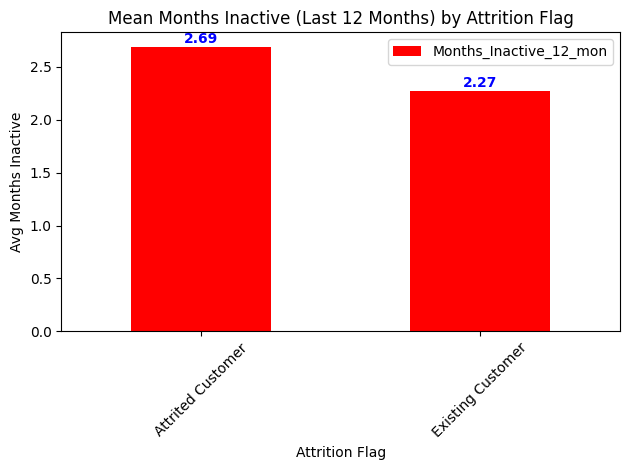 Mean Months Inactive (Last 12 Months) by Attrition Flag
Months_Inactive_12_mon
2.69
2.27
2.5
2.0
1.5
1.0
0.5
0.0
Avg Months Inactive
Attrited Customer
Existing Customer
Attrition Flag